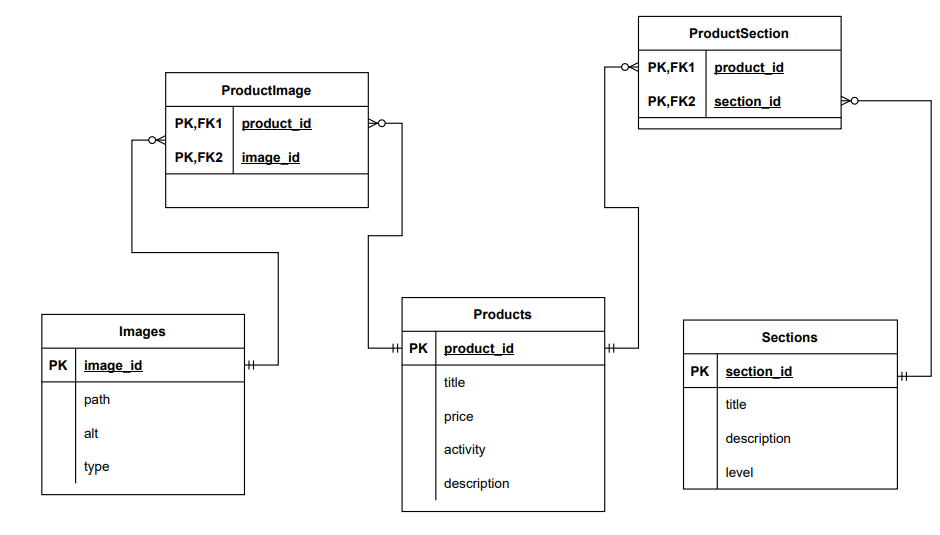 ProductSection
PK,FK1 product_id
PK,FK2 section_id
ProductImage
PK,FK1 product_id
PK,FK2 image_id
Images
PK image_id
path
alt
type
Products
PK product_id
title
price
activity
description
Sections
PK section_id
title
description
level